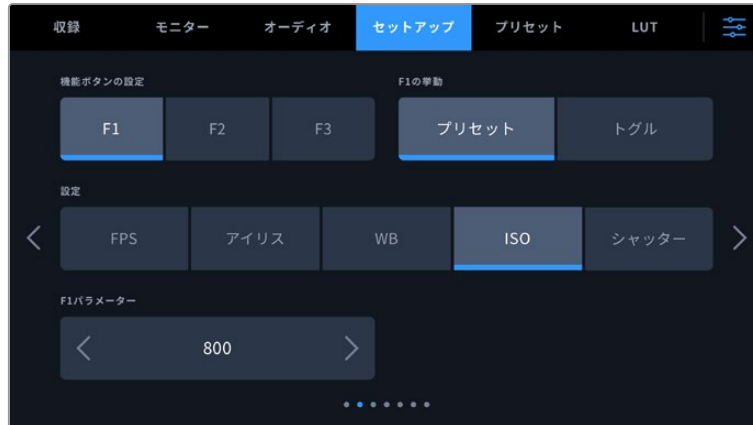 収録 モニター オーディオ セットアップ プリセット LUT
機能ボタンの設定 F1の挙動
F1 F2 F3 プリセット トグル
設定
FPS アイリス WB ISO シャッター
F1パラメーター
800